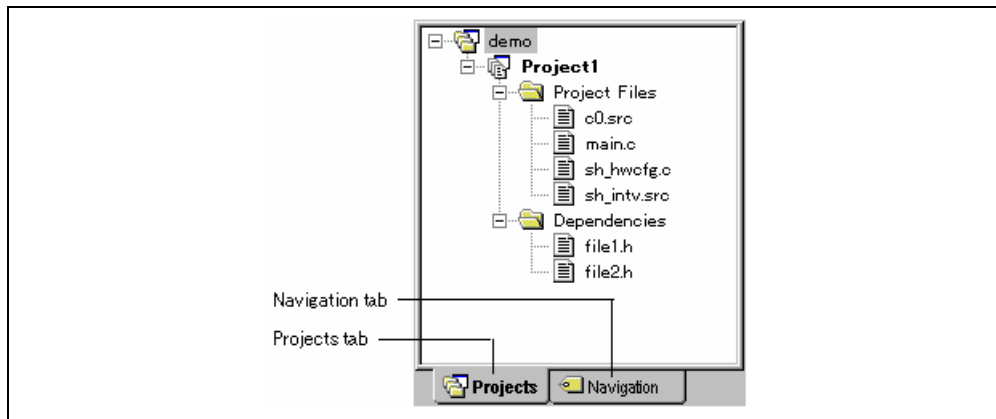 demo
Project1
Project Files
c0.src
main.c
sh_hwcfg.c
sh_intv.src
Dependencies
file1.h
file2.h
Navigation tab
Projects tab
Projects
Navigation